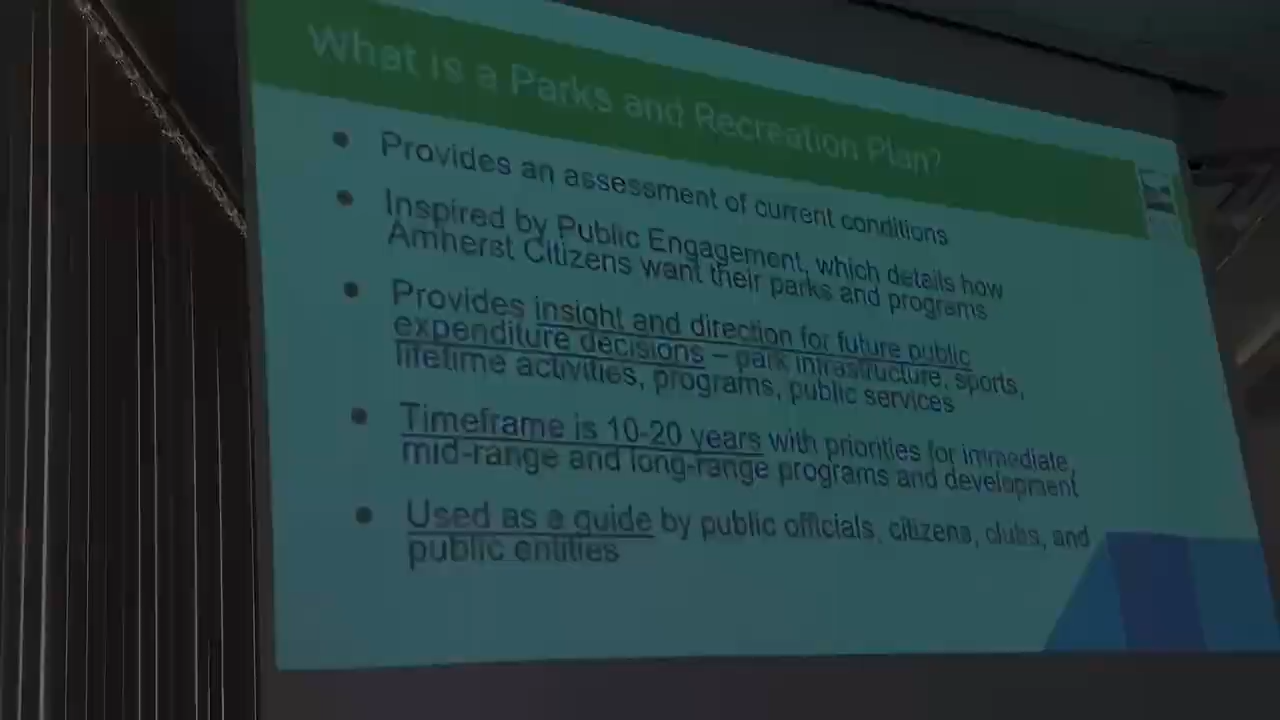 What is a Parks and Recreation Plan?
● Provides an assessment of current conditions
● Inspired by Public Engagement, which details how
Amherst Citizens want their parks and programs
● Provides insight and direction for future public
expenditure decisions – park infrastructure, sports,
lifetime activities, programs, public services
● Timeframe is 10-20 years with priorities for immediate,
mid-range and long-range programs and development
● Used as a guide by public officials, citizens, clubs, and
public entities